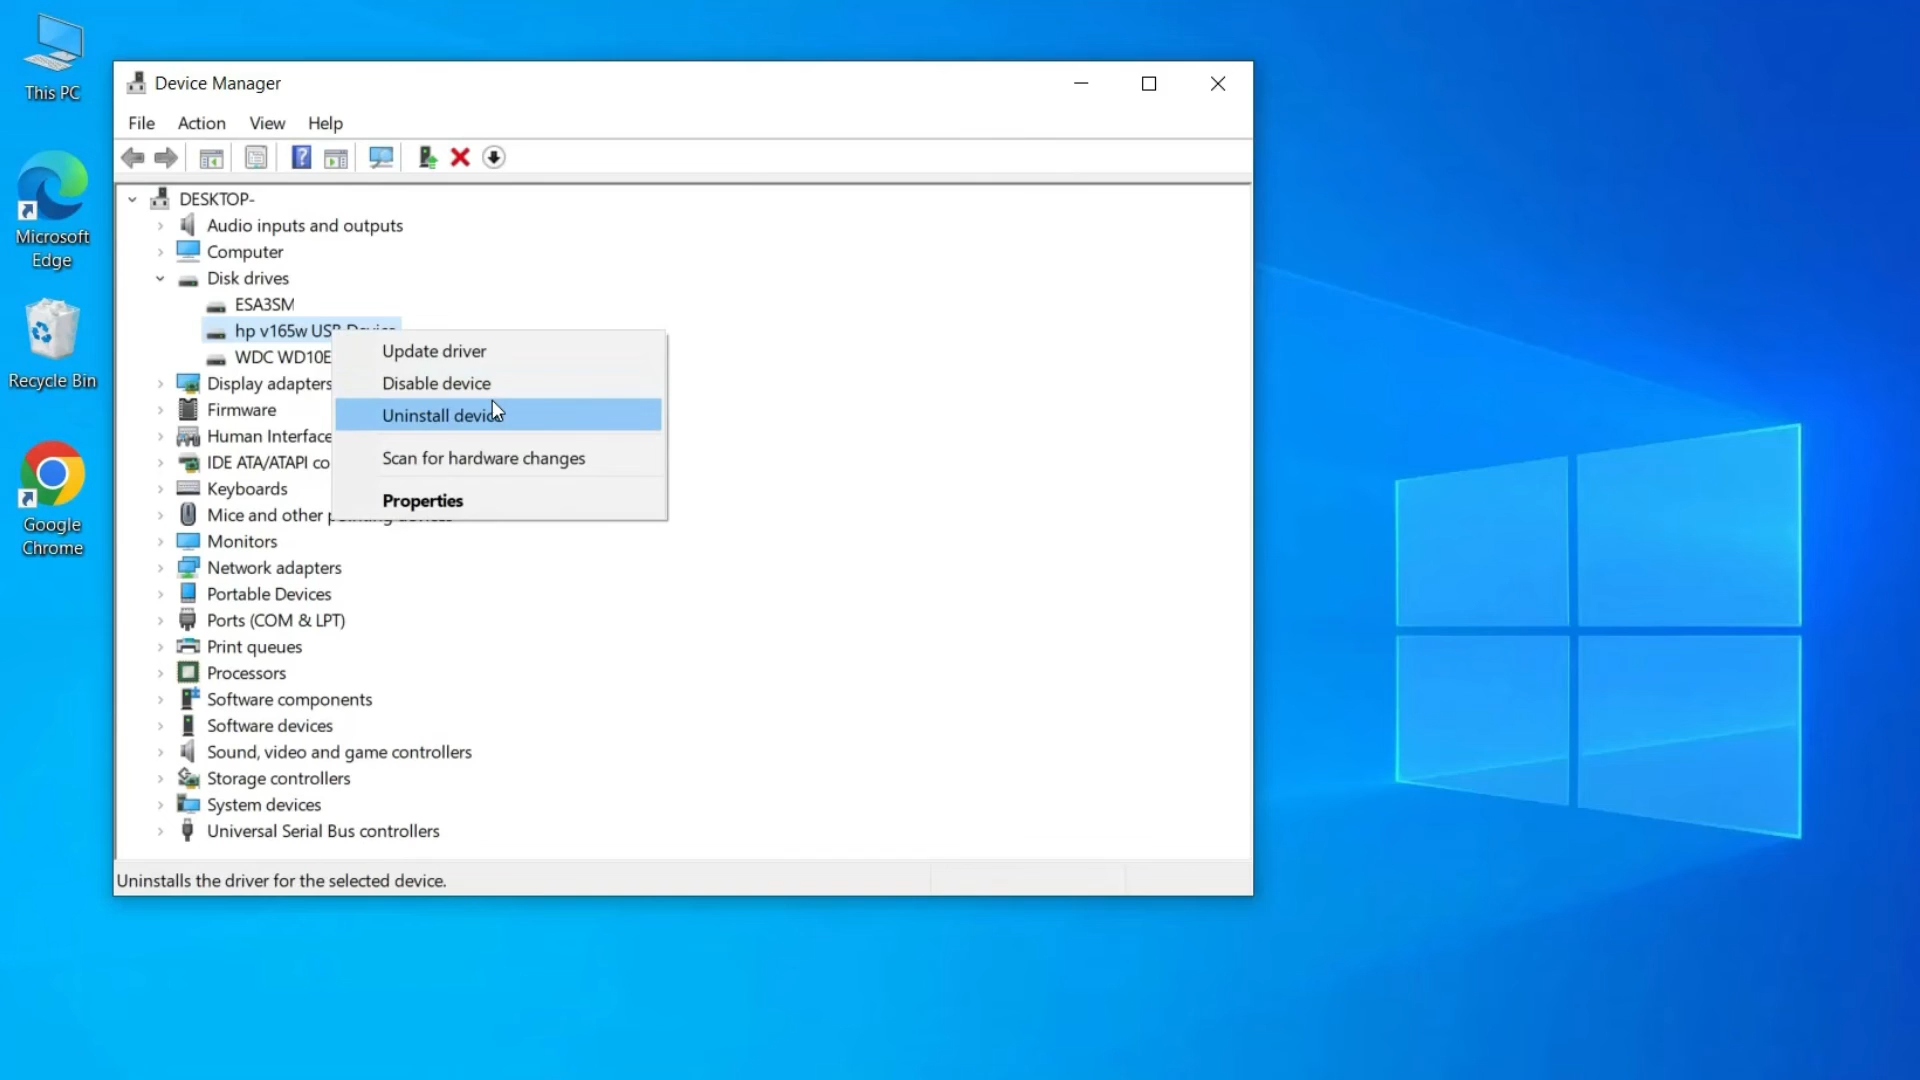 This PC
Microsoft
Edge
Recycle Bin
Google
Chrome
Device Manager
File Action View Help
DESKTOP-
Audio inputs and outputs
Computer
Disk drives
ESA3SM
hp v165w USB Device
WDC WD10E
Display adapters
Firmware
Human Interface
IDE ATA/ATAPI co
Keyboards
Mice and other pointing devices
Monitors
Network adapters
Portable Devices
Ports (COM & LPT)
Print queues
Processors
Software components
Software devices
Sound, video and game controllers
Storage controllers
System devices
Universal Serial Bus controllers
Update driver
Disable device
Uninstall device
Scan for hardware changes
Properties
Uninstalls the driver for the selected device.